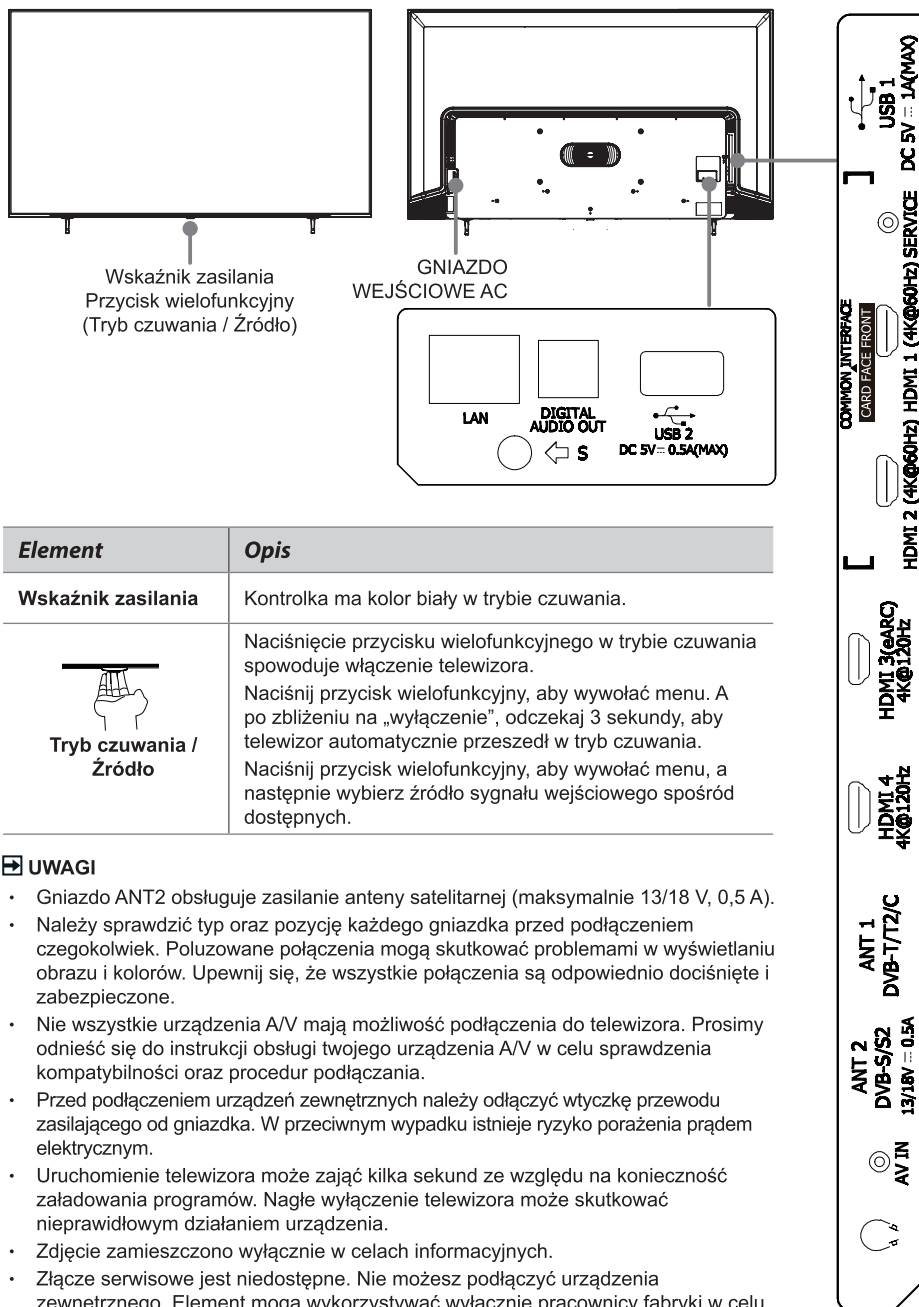 Wskaźnik zasilania
Przycisk wielofunkcyjny
(Tryb czuwania / Źródło)
GNIAZDO
WEJŚCIOWE AC
LAN
DIGITAL
AUDIO OUT
USB 2
DC 5V⎓0.5A(MAX)
S
USB 1
DC 5V ⎓ 1A(MAX)
SERVICE
COMMON INTERFACE
CARD FACE FRONT
HDMI 1 (4K@60Hz)
HDMI 2 (4K@60Hz)
HDMI 3(eARC)
4K@120Hz
HDMI 4
4K@120Hz
ANT 1
DVB-T/T2/C
ANT 2
DVB-S/S2
13/18V ⎓ 0.5A
AV IN
Element Opis
Wskaźnik zasilania Kontrolka ma kolor biały w trybie czuwania.
Tryb czuwania /
Źródło
Naciśnięcie przycisku wielofunkcyjnego w trybie czuwania
spowoduje włączenie telewizora.
Naciśnij przycisk wielofunkcyjny, aby wywołać menu. A
po zbliżeniu na „wyłączenie”, odczekaj 3 sekundy, aby
telewizor automatycznie przeszedł w tryb czuwania.
Naciśnij przycisk wielofunkcyjny, aby wywołać menu, a
następnie wybierz źródło sygnału wejściowego spośród
dostępnych.
UWAGI
• Gniazdo ANT2 obsługuje zasilanie anteny satelitarnej (maksymalnie 13/18 V, 0,5 A).
• Należy sprawdzić typ oraz pozycję każdego gniazdka przed podłączeniem
czegokolwiek. Poluzowane połączenia mogą skutkować problemami w wyświetlaniu
obrazu i kolorów. Upewnij się, że wszystkie połączenia są odpowiednio dociśnięte i
zabezpieczone.
• Nie wszystkie urządzenia A/V mają możliwość podłączenia do telewizora. Prosimy
odnieść się do instrukcji obsługi twojego urządzenia A/V w celu sprawdzenia
kompatybilności oraz procedur podłączania.
• Przed podłączeniem urządzeń zewnętrznych należy odłączyć wtyczkę przewodu
zasilającego od gniazdka. W przeciwnym wypadku istnieje ryzyko porażenia prądem
elektrycznym.
• Uruchomienie telewizora może zająć kilka sekund ze względu na konieczność
załadowania programów. Nagłe wyłączenie telewizora może skutkować
nieprawidłowym działaniem urządzenia.
• Zdjęcie zamieszczono wyłącznie w celach informacyjnych.
• Złącze serwisowe jest niedostępne. Nie możesz podłączyć urządzenia
zewnętrznego. Element mogą wykorzystywać wyłącznie pracownicy fabryki w celu